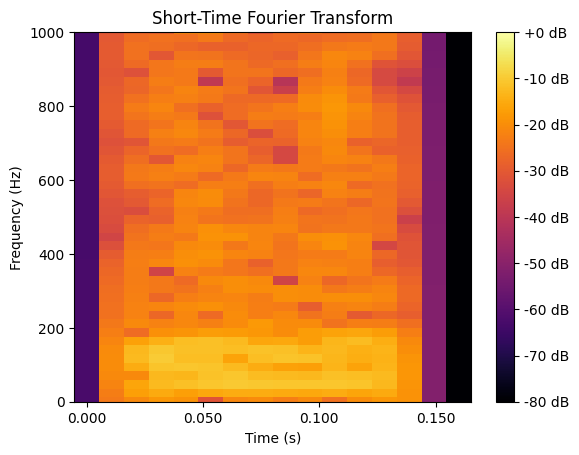 Short-Time Fourier Transform
1000
800
600
400
200
0
Frequency (Hz)
0.000
0.050
0.100
0.150
Time (s)
+0 dB
-10 dB
-20 dB
-30 dB
-40 dB
-50 dB
-60 dB
-70 dB
-80 dB